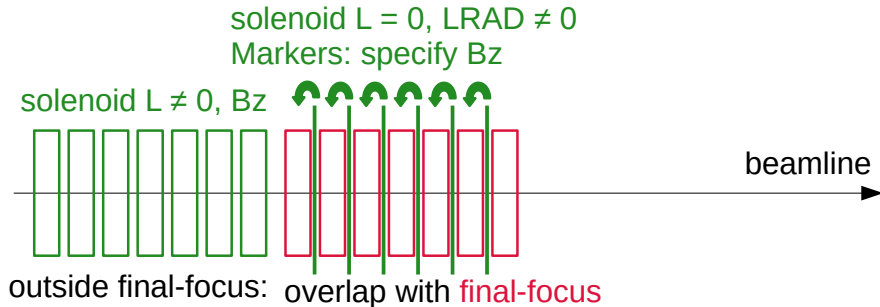 solenoid L = 0, LRAD ≠ 0
Markers: specify Bz
solenoid L ≠ 0, Bz
beamline
outside final-focus: overlap with final-focus